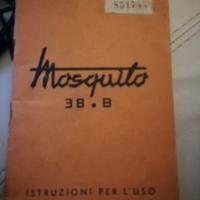 Mosquito
38.B
ISTRUZIONI PER L'USO